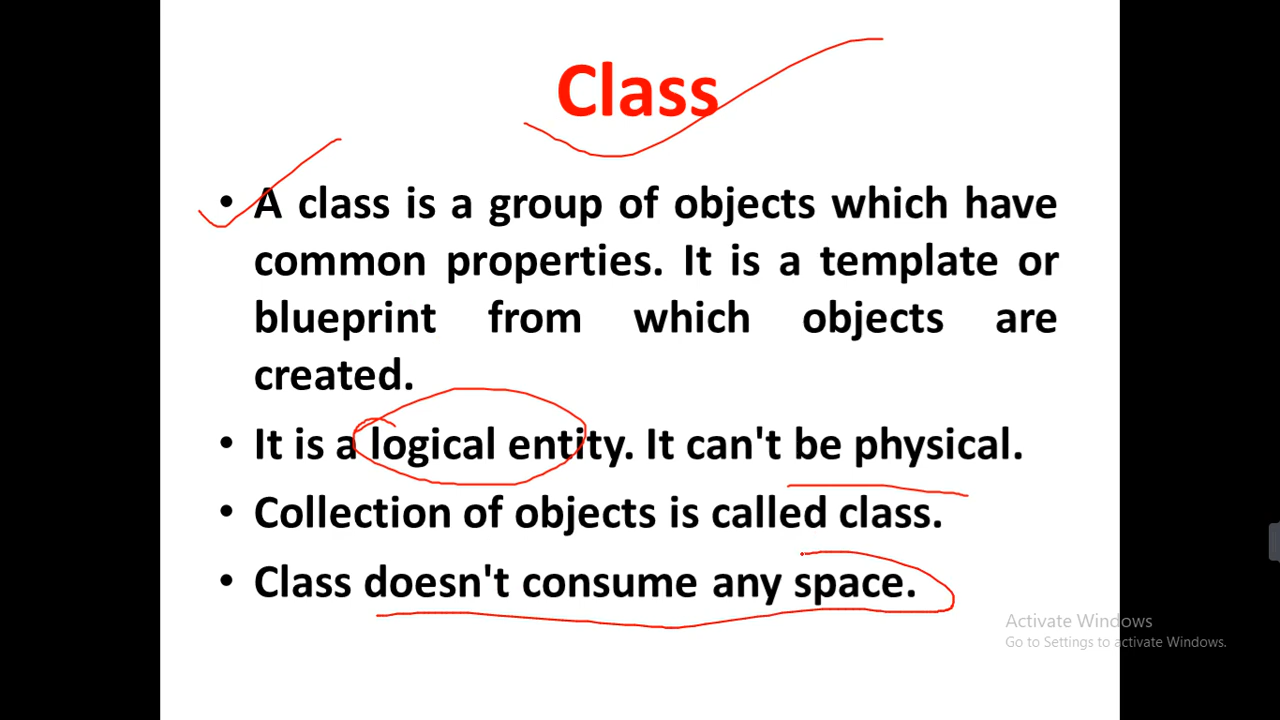 Class
• A class is a group of objects which have
common properties. It is a template or
blueprint from which objects are
created.
• It is a logical entity. It can't be physical.
• Collection of objects is called class.
• Class doesn't consume any space.
Activate Windows
Go to Settings to activate Windows.